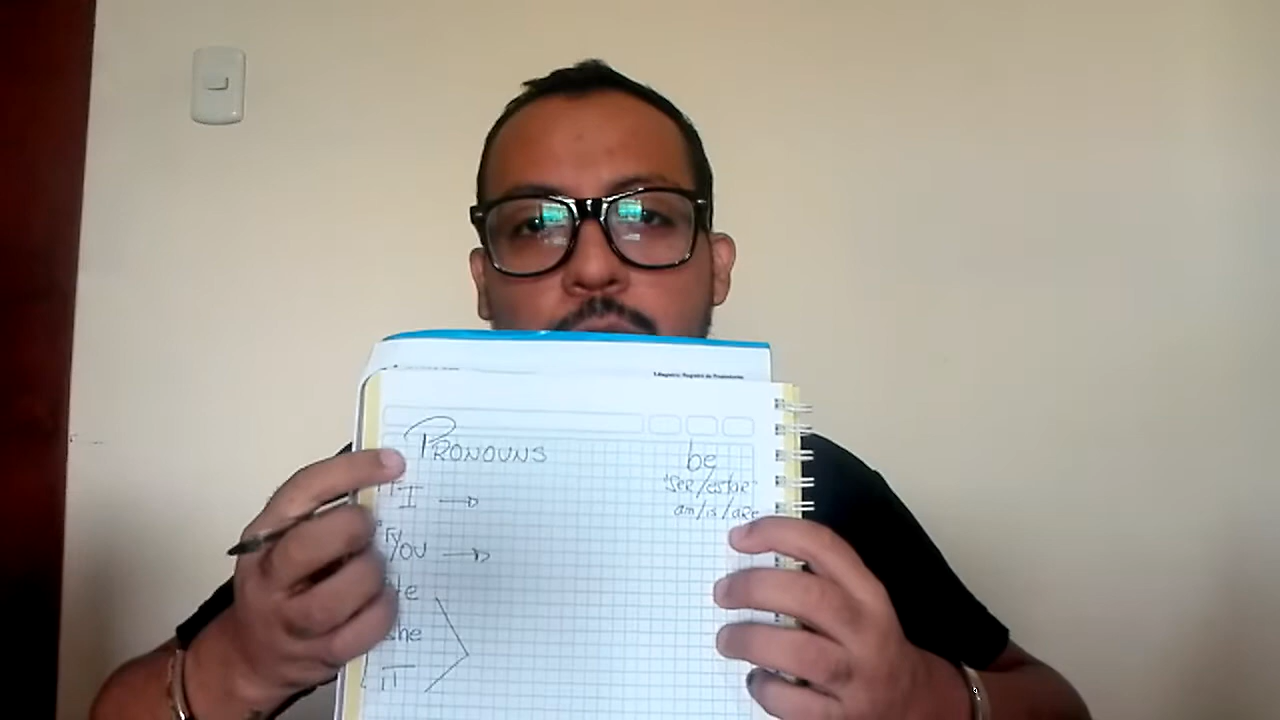 PRONOUNS
be
"SER/estar"
am/is/are
I
You
He
She
IT